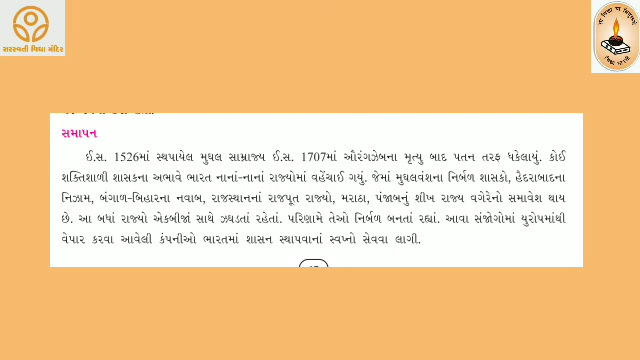 સરસ્વતી વિદ્યા મંદિર
સા વિદ્યા યા વિમુક્તયે
વિદ્યા ભારતી
સમાપન
ઈ.સ. 1526માં સ્થપાયેલ મુઘલ સામ્રાજ્ય ઈ.સ. 1707માં ઔરંગઝેબના મૃત્યુ બાદ પતન તરફ ધકેલાયું. કોઈ
શક્તિશાળી શાસકના અભાવે ભારત નાનાં-નાનાં રાજ્યોમાં વહેંચાઈ ગયું. જેમાં મુઘલવંશના નિર્બળ શાસકો, હૈદરાબાદના
નિઝામ, બંગાળ-બિહારના નવાબ, રાજસ્થાનનાં રાજપૂત રાજ્યો, મરાઠા, પંજાબનું શીખ રાજ્ય વગેરેનો સમાવેશ થાય
છે. આ બધાં રાજ્યો એકબીજાં સાથે ઝઘડતાં રહેતાં. પરિણામે તેઓ નિર્બળ બનતાં રહ્યાં. આવા સંજોગોમાં યુરોપમાંથી
વેપાર કરવા આવેલી કંપનીઓ ભારતમાં શાસન સ્થાપવાનાં સ્વપ્નો સેવવા લાગી.